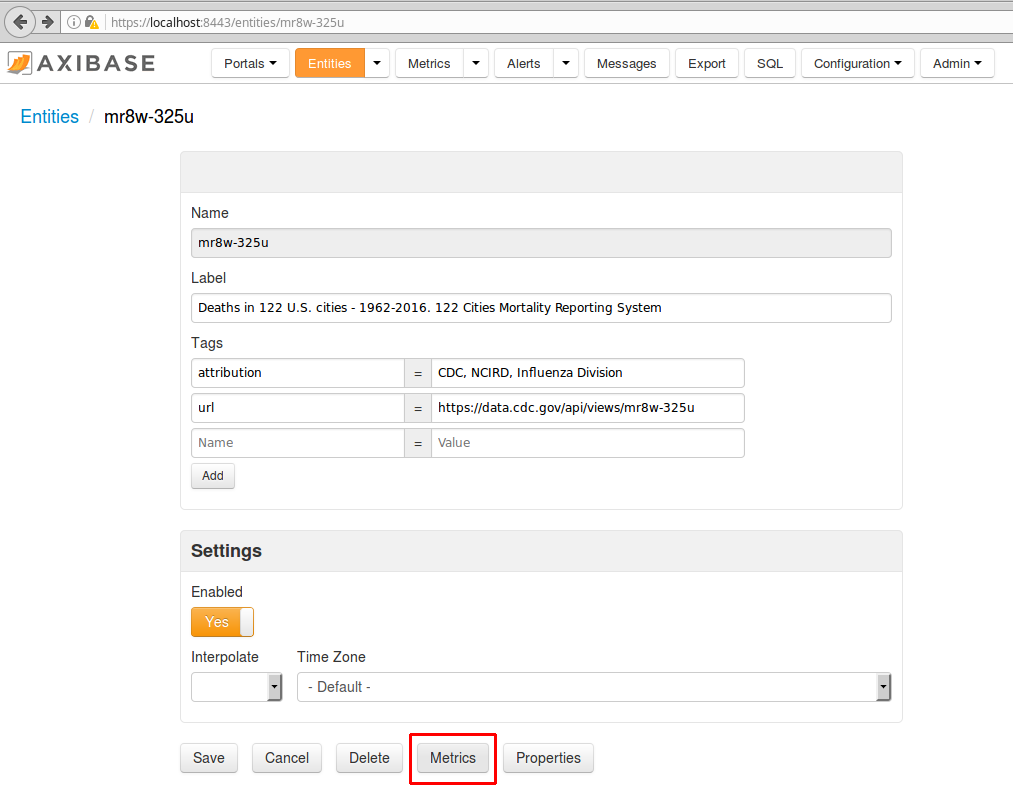 https://localhost:8443/entities/mr8w-325u
AXIBASE Portals Entities Metrics Alerts Messages Export SQL Configuration Admin
Entities / mr8w-325u
Name
mr8w-325u
Label
Deaths in 122 U.S. cities - 1962-2016. 122 Cities Mortality Reporting System
Tags
attribution = CDC, NCIRD, Influenza Division
url = https://data.cdc.gov/api/views/mr8w-325u
Name = Value
Add
Settings
Enabled
Yes
Interpolate Time Zone
- Default -
Save Cancel Delete Metrics Properties